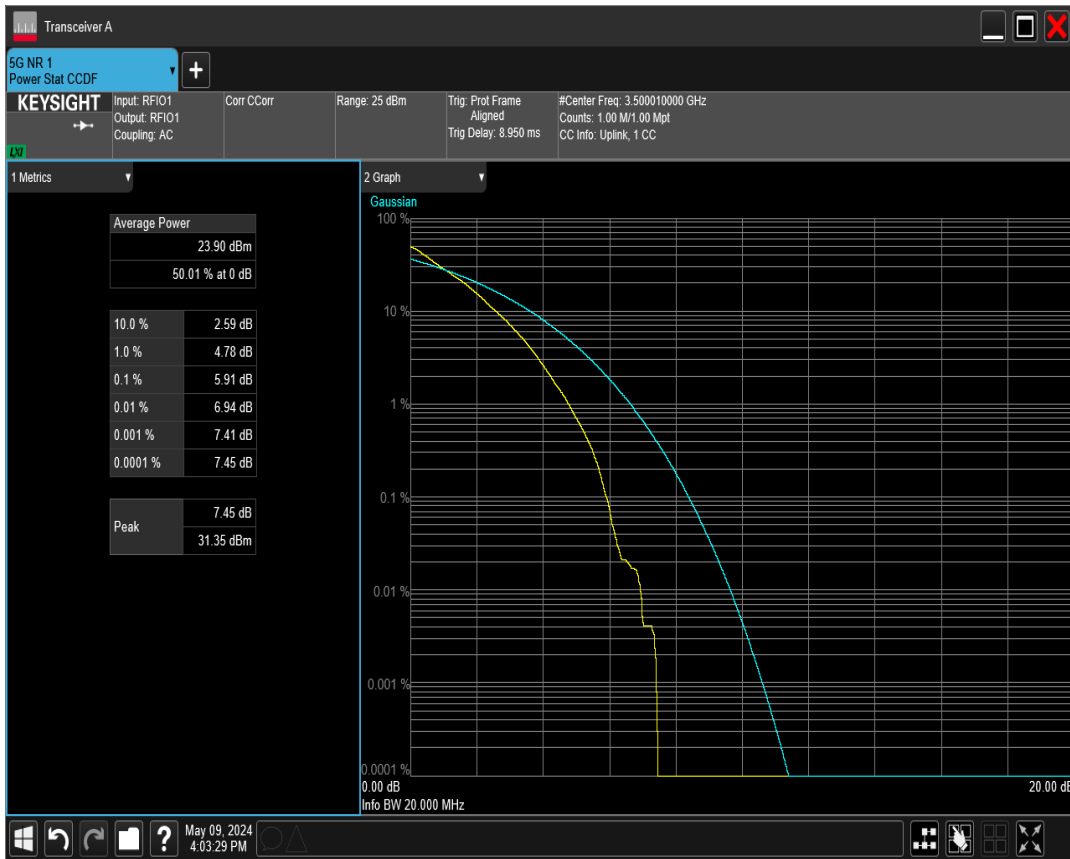 Transceiver A
5G NR 1
Power Stat CCDF
KEYSIGHT
LXI
Input: RFIO1
Output: RFIO1
Coupling: AC
Corr CCorr
Range: 25 dBm
Trig: Prot Frame
Aligned
Trig Delay: 8.950 ms
#Center Freq: 3.500010000 GHz
Counts: 1.00 M/1.00 Mpt
CC Info: Uplink, 1 CC
1 Metrics
Average Power
23.90 dBm
50.01 % at 0 dB
10.0 % 2.59 dB
1.0 % 4.78 dB
0.1 % 5.91 dB
0.01 % 6.94 dB
0.001 % 7.41 dB
0.0001 % 7.45 dB
Peak 7.45 dB
31.35 dBm
2 Graph
Gaussian
100 %
10 %
1 %
0.1 %
0.01 %
0.001 %
0.0001 %
0.00 dB 20.00 dB
Info BW 20.000 MHz
May 09, 2024
4:03:29 PM